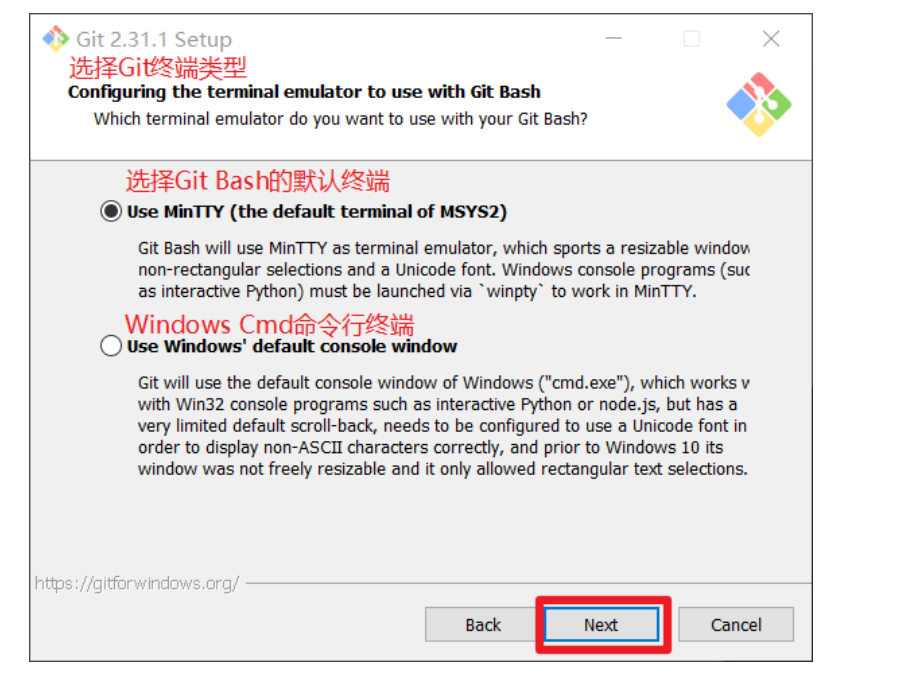 Git 2.31.1 Setup
选择Git终端类型
Configuring the terminal emulator to use with Git Bash
Which terminal emulator do you want to use with your Git Bash?
选择Git Bash的默认终端
Use MinTTY (the default terminal of MSYS2)
Git Bash will use MinTTY as terminal emulator, which sports a resizable window
non-rectangular selections and a Unicode font. Windows console programs (suc
as interactive Python) must be launched via `winpty` to work in MinTTY.
Windows Cmd命令行终端
Use Windows' default console window
Git will use the default console window of Windows ("cmd.exe"), which works w
with Win32 console programs such as interactive Python or node.js, but has a
very limited default scroll-back, needs to be configured to use a Unicode font in
order to display non-ASCII characters correctly, and prior to Windows 10 its
window was not freely resizable and it only allowed rectangular text selections.
https://gitforwindows.org/
Back Next Cancel